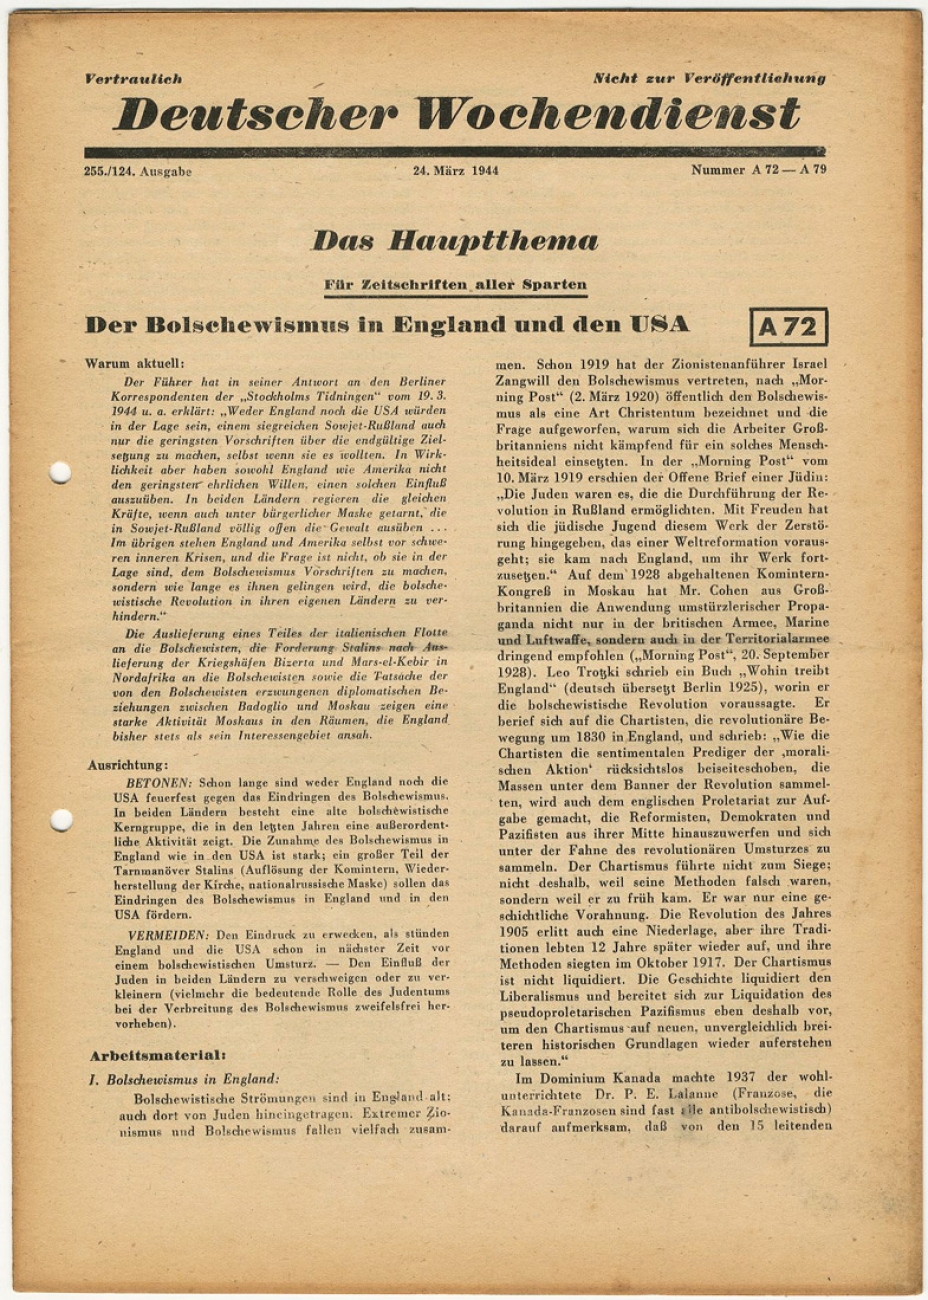 Vertraulich
Nicht zur Veröffentlichung
Deutscher Wochendienst
255./124. Ausgabe
24. März 1944
Nummer A 72 — A 79
Das Hauptthema
Für Zeitschriften aller Sparten
Der Bolschewismus in England und den USA
A 72
Warum aktuell:
Der Führer hat in seiner Antwort an den Berliner
Korrespondenten der „Stockholms Tidningen“ vom 19. 3.
1944 u. a. erklärt: „Weder England noch die USA würden
in der Lage sein, einem siegreichen Sowjet-Rußland auch
nur die geringsten Vorschriften über die endgültige Ziel-
setzung zu machen, selbst wenn sie es wollten. In Wirk-
lichkeit aber haben sowohl England wie Amerika nicht
den geringsten ehrlichen Willen, einen solchen Einfluß
auszuüben. In beiden Ländern regieren die gleichen
Kräfte, wenn auch unter bürgerlicher Maske getarnt, die
in Sowjet-Rußland völlig offen die Gewalt ausüben ...
Im übrigen stehen England und Amerika selbst vor schwe-
ren inneren Krisen, und die Frage ist nicht, ob sie in der
Lage sind, dem Bolschewismus Vorschriften zu machen,
sondern wie lange es ihnen gelingen wird, die bolsche-
wistische Revolution in ihren eigenen Ländern zu ver-
hindern.“
Die Auslieferung eines Teiles der italienischen Flotte
an die Bolschewisten, die Forderung Stalins nach Aus-
lieferung der Kriegshäfen Bizerta und Mars-el-Kebir in
Nordafrika an die Bolschewisten sowie die Tatsache der
von den Bolschewisten erzwungenen diplomatischen Be-
ziehungen zwischen Badoglio und Moskau zeigen eine
starke Aktivität Moskaus in den Räumen, die England
bisher stets als sein Interessengebiet ansah.
Ausrichtung:
BETONEN: Schon lange sind weder England noch die
USA feuerfest gegen das Eindringen des Bolschewismus.
In beiden Ländern besteht eine alte bolschewistische
Kerngruppe, die in den letzten Jahren eine außerordent-
liche Aktivität zeigt. Die Zunahme des Bolschewismus in
England wie in den USA ist stark; ein großer Teil der
Tarnmanöver Stalins (Auflösung der Komintern, Wieder-
herstellung der Kirche, nationalrussische Maske) sollen das
Eindringen des Bolschewismus in England und in den
USA fördern.
VERMEIDEN: Den Eindruck zu erwecken, als stünden
England und die USA schon in nächster Zeit vor
einem bolschewistischen Umsturz. — Den Einfluß der
Juden in beiden Ländern zu verschweigen oder zu ver-
kleinern (vielmehr die bedeutende Rolle des Judentums
bei der Verbreitung des Bolschewismus zweifelsfrei her-
vorheben).
Arbeitsmaterial:
I. Bolschewismus in England:
Bolschewistische Strömungen sind in England alt;
auch dort von Juden hineingetragen. Extremer Zio-
nismus und Bolschewismus fallen vielfach zusam-
men. Schon 1919 hat der Zionistenanführer Israel
Zangwill den Bolschewismus vertreten, nach „Mor-
ning Post“ (2. März 1920) öffentlich den Bolschewis-
mus als eine Art Christentum bezeichnet und die
Frage aufgeworfen, warum sich die Arbeiter Groß-
britanniens nicht kämpfend für ein solches Mensch-
heitsideal einsetzten. In der „Morning Post“ vom
10. März 1919 erschien der Offene Brief einer Jüdin:
„Die Juden waren es, die die Durchführung der Re-
volution in Rußland ermöglichten. Mit Freuden hat
sich die jüdische Jugend diesem Werk der Zerstö-
rung hingegeben, das einer Weltreformation voraus-
geht; sie kam nach England, um ihr Werk fort-
zusetzen.“ Auf dem 1928 abgehaltenen Komintern-
Kongreß in Moskau hat Mr. Cohen aus Groß-
britannien die Anwendung umstürzlerischer Propa-
ganda nicht nur in der britischen Armee, Marine
und Luftwaffe, sondern auch in der Territorialarmee
dringend empfohlen („Morning Post“, 20. September
1928). Leo Trotzki schrieb ein Buch „Wohin treibt
England“ (deutsch übersetzt Berlin 1925), worin er
die bolschewistische Revolution voraussagte. Er
berief sich auf die Chartisten, die revolutionäre Be-
wegung um 1830 in England, und schrieb: „Wie die
Chartisten die sentimentalen Prediger der ‚morali-
schen Aktion‘ rücksichtslos beiseiteschoben, die
Massen unter dem Banner der Revolution sammel-
ten, wird auch dem englischen Proletariat zur Auf-
gabe gemacht, die Reformisten, Demokraten und
Pazifisten aus ihrer Mitte hinauszuwerfen und sich
unter der Fahne des revolutionären Umsturzes zu
sammeln. Der Chartismus führte nicht zum Siege;
nicht deshalb, weil seine Methoden falsch waren,
sondern weil er zu früh kam. Er war nur eine ge-
schichtliche Vorahnung. Die Revolution des Jahres
1905 erlitt auch eine Niederlage, aber ihre Tradi-
tionen lebten 12 Jahre später wieder auf, und ihre
Methoden siegten im Oktober 1917. Der Chartismus
ist nicht liquidiert. Die Geschichte liquidiert den
Liberalismus und bereitet sich zur Liquidation des
pseudoproletarischen Pazifismus eben deshalb vor,
um den Chartismus auf neuen, unvergleichlich brei-
teren historischen Grundlagen wieder auferstehen
zu lassen.“
Im Dominium Kanada machte 1937 der wohl-
unterrichtete Dr. P. E. Lalanne (Franzose, die
Kanada-Franzosen sind fast alle antibolschewistisch)
darauf aufmerksam, daß von den 15 leitenden